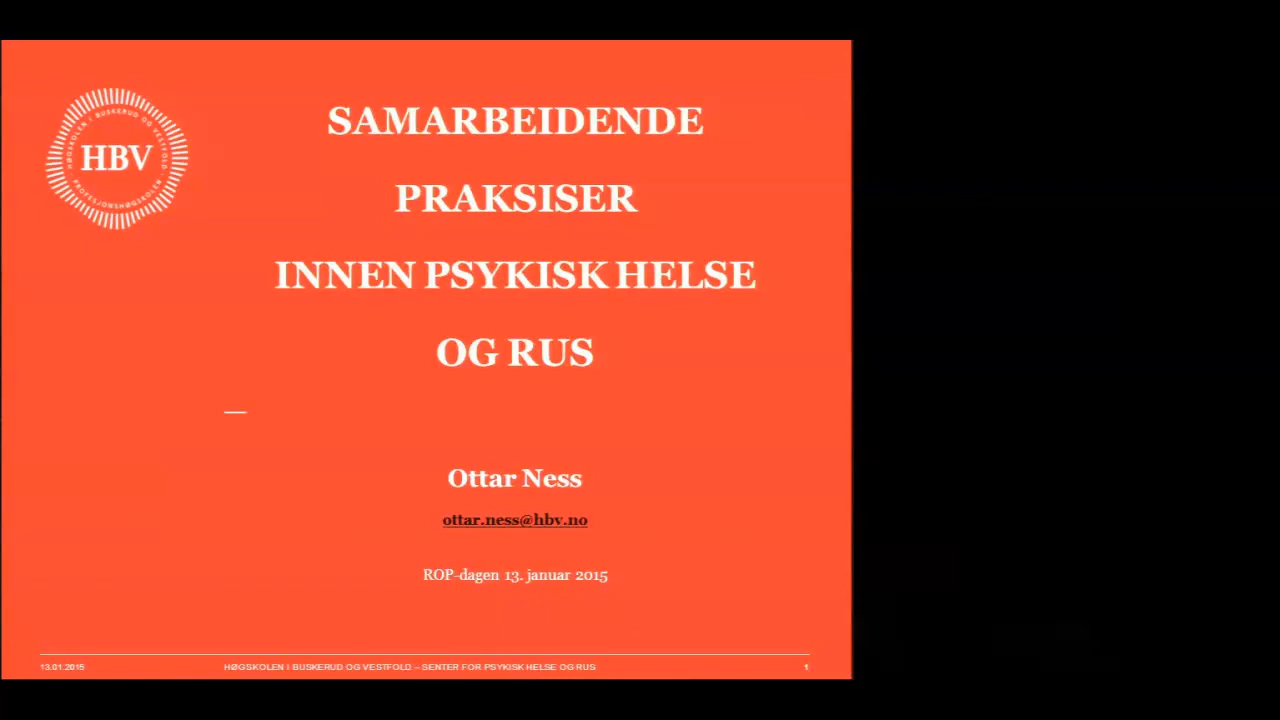 HØGSKOLEN I BUSKERUD OG VESTFOLD
HBV
PROFESJONSHØGSKOLEN
SAMARBEIDENDE
PRAKSISER
INNEN PSYKISK HELSE
OG RUS
—
Ottar Ness
ottar.ness@hbv.no
ROP-dagen 13. januar 2015
13.01.2015
HØGSKOLEN I BUSKERUD OG VESTFOLD – SENTER FOR PSYKISK HELSE OG RUS
1